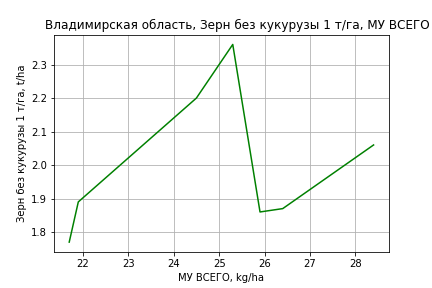 Владимирская область, Зерн без кукурузы 1 т/га, МУ ВСЕГО
Зерн без кукурузы 1 т/га, t/ha
2.3
2.2
2.1
2.0
1.9
1.8
22 23 24 25 26 27 28
МУ ВСЕГО, kg/ha